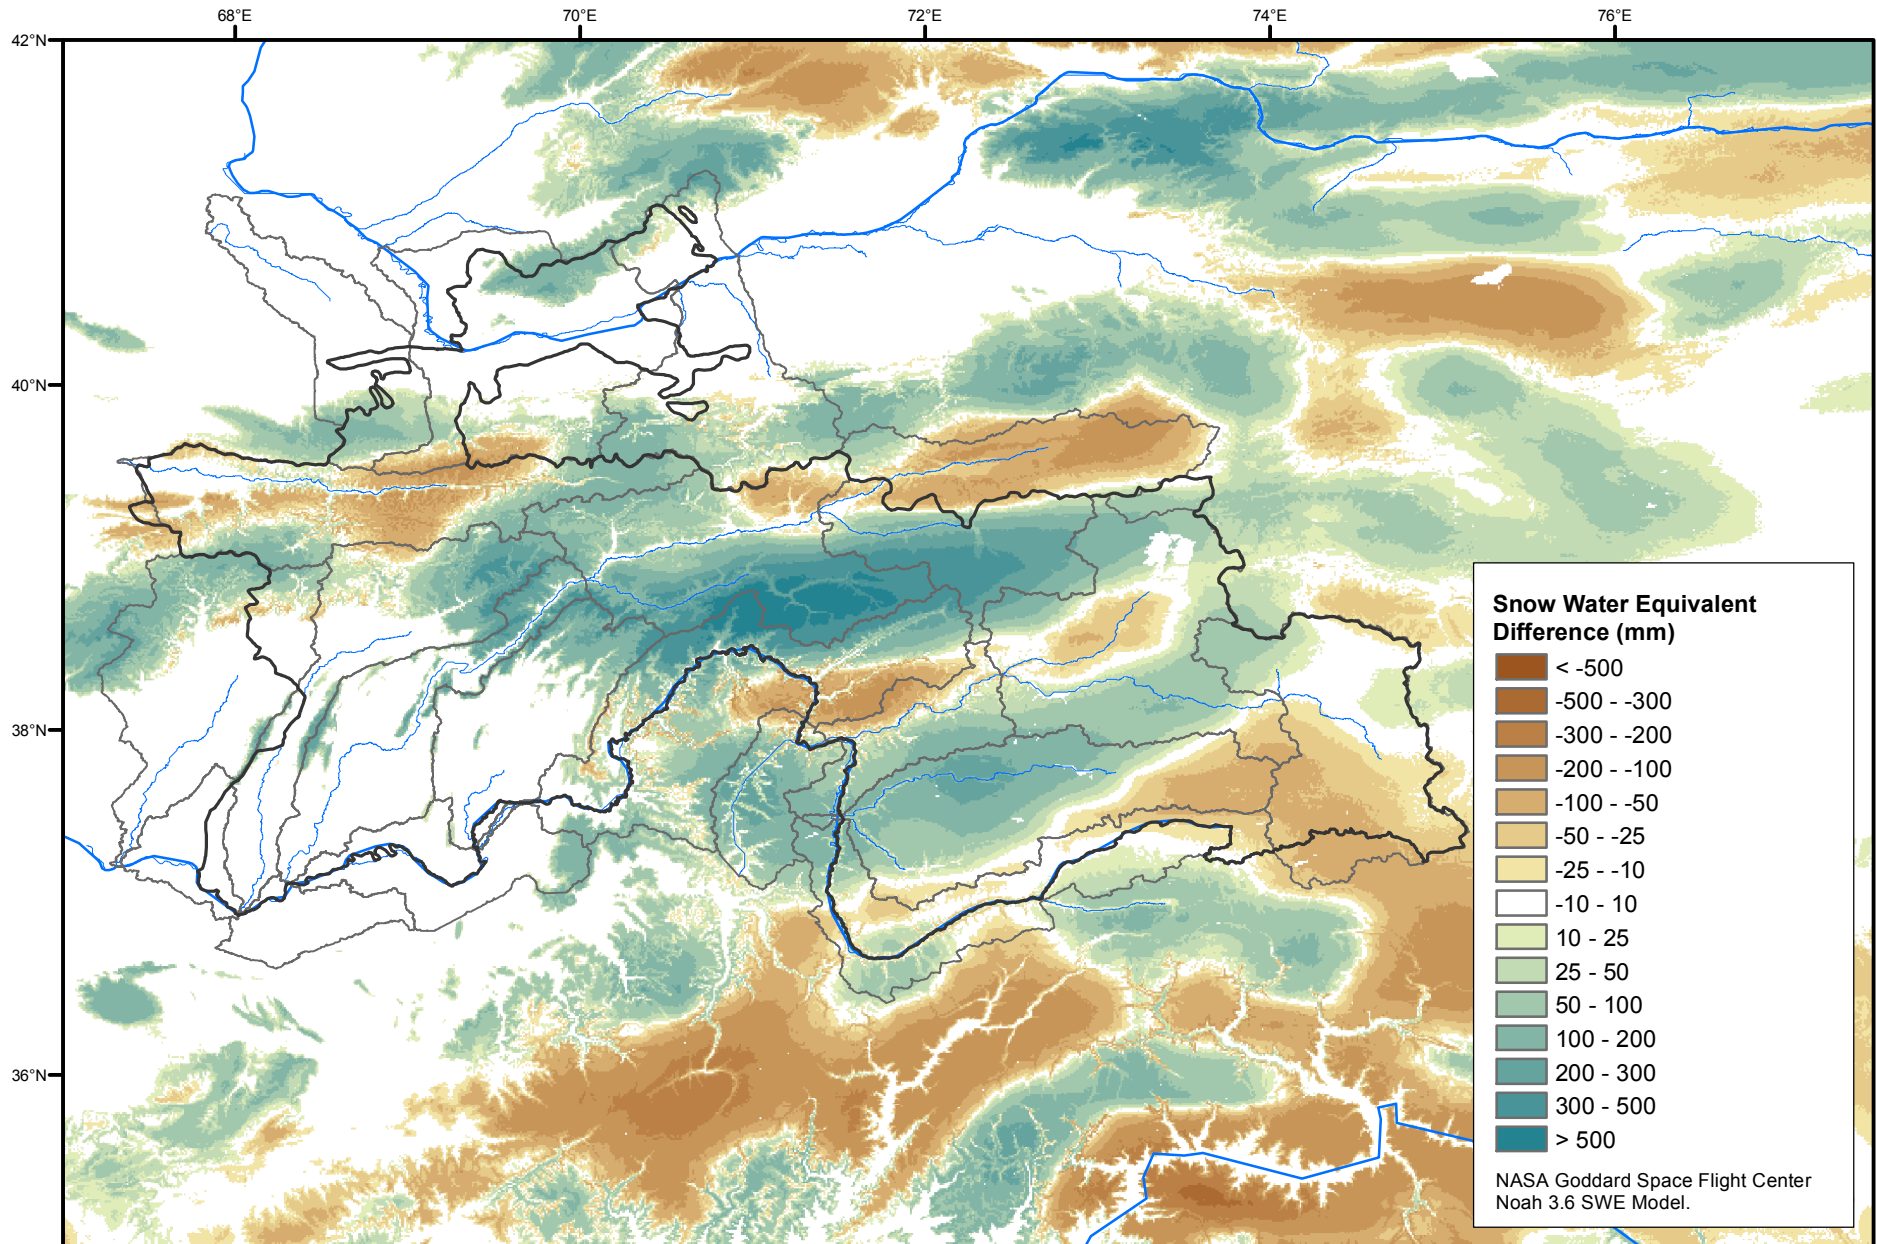 68°E 70°E 72°E 74°E 76°E
42°N
40°N
38°N
36°N
Snow Water Equivalent
Difference (mm)
< -500
-500 - -300
-300 - -200
-200 - -100
-100 - -50
-50 - -25
-25 - -10
-10 - 10
10 - 25
25 - 50
50 - 100
100 - 200
200 - 300
300 - 500
> 500
NASA Goddard Space Flight Center
Noah 3.6 SWE Model.